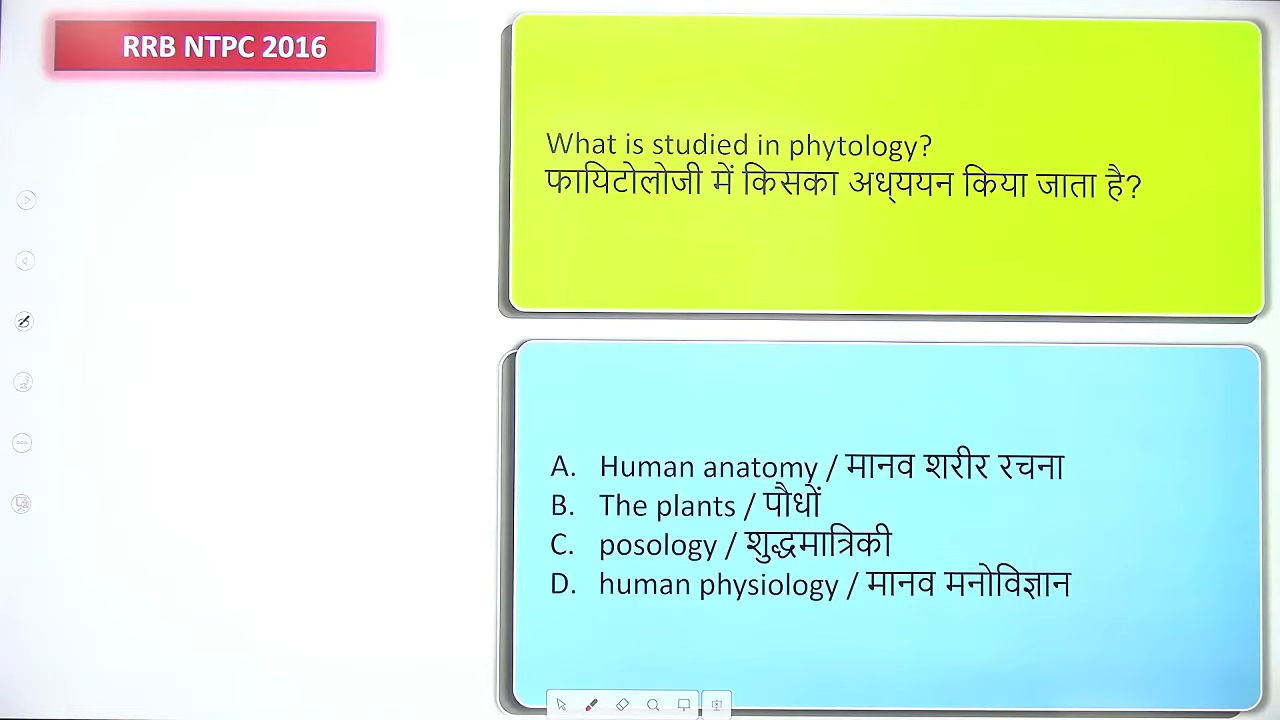 RRB NTPC 2016
What is studied in phytology?
फायिटोलोजी में किसका अध्ययन किया जाता है?
A. Human anatomy / मानव शरीर रचना
B. The plants / पौधों
C. posology / शुद्धमात्रिकी
D. human physiology / मानव मनोविज्ञान